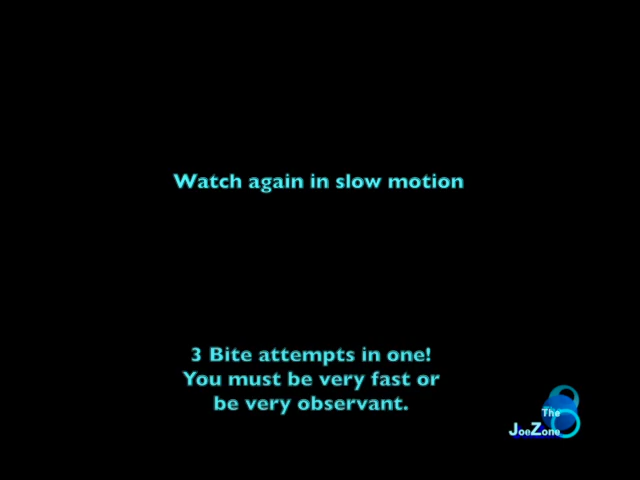 Watch again in slow motion
3 Bite attempts in one!
You must be very fast or
be very observant.
The
JoeZone